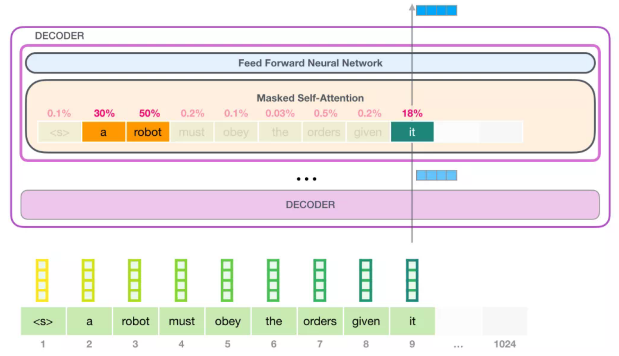 DECODER
Feed Forward Neural Network
Masked Self-Attention
0.1% 30% 50% 0.2% 0.1% 0.03% 0.5% 0.2% 18%
<s> a robot must obey the orders given it
...
DECODER
<s> a robot must obey the orders given it
1 2 3 4 5 6 7 8 9 ... 1024